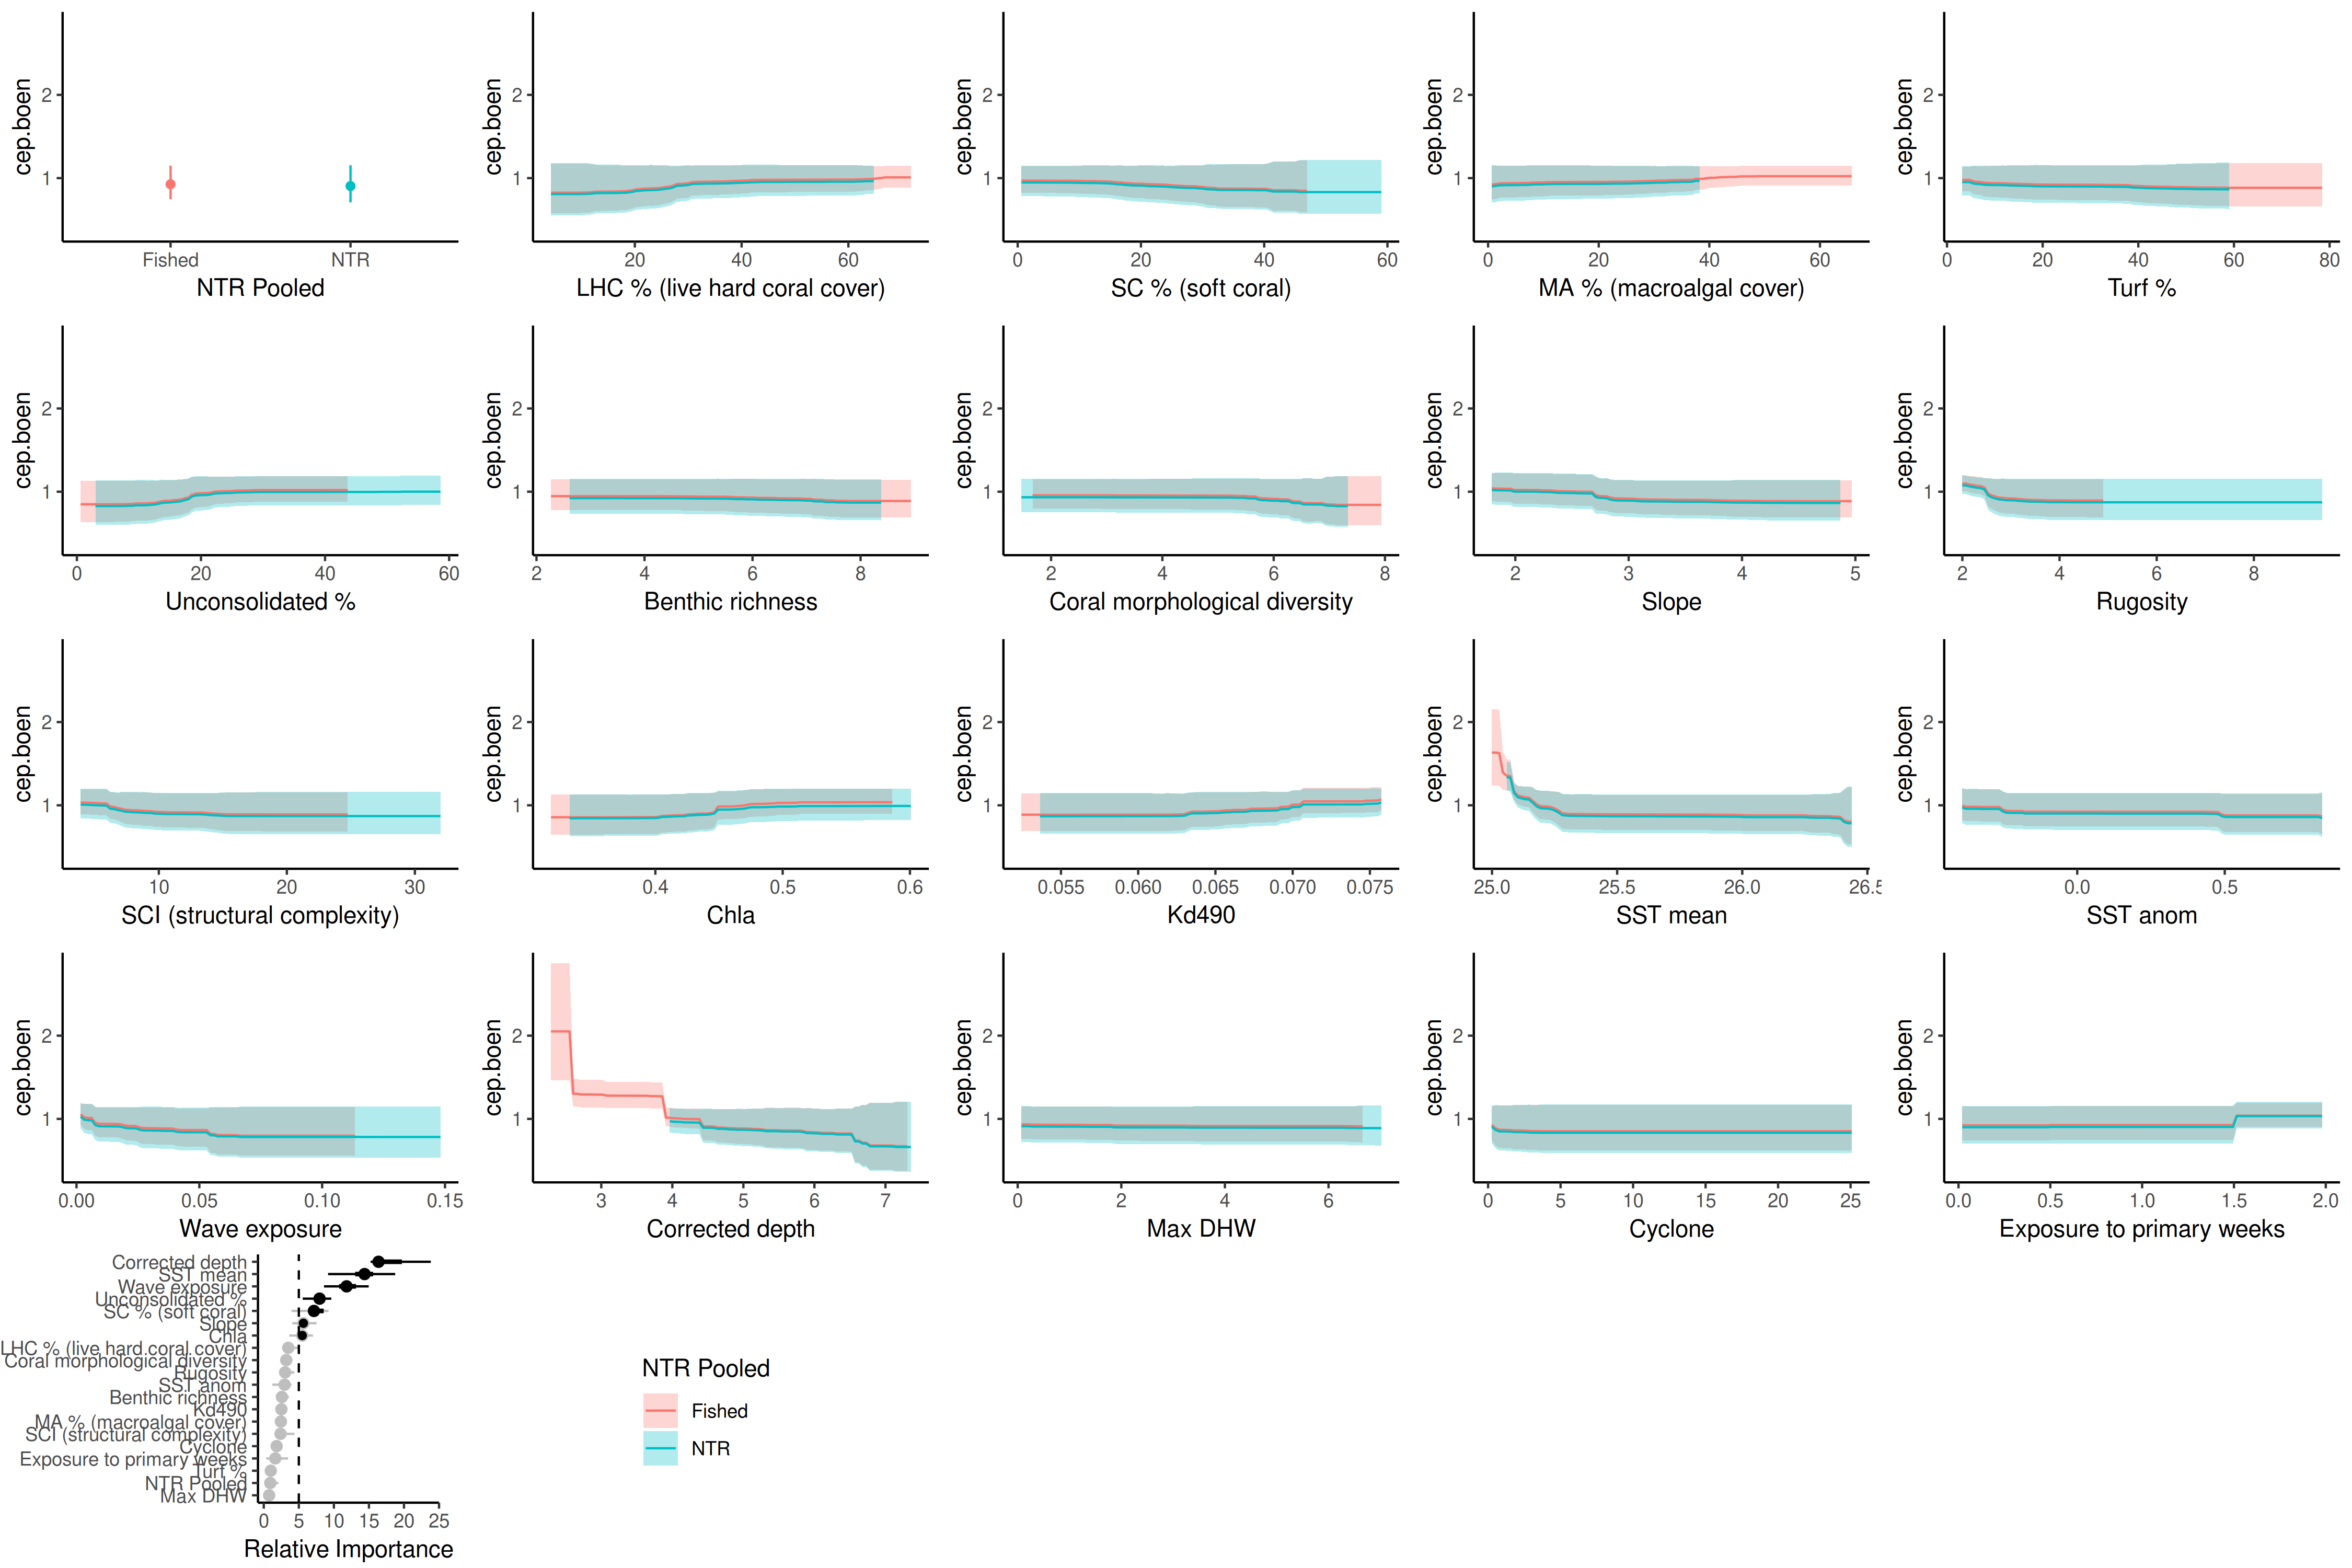 cep.boen
2
1
Fished NTR
NTR Pooled
cep.boen
2
1
20 40 60
LHC % (live hard coral cover)
cep.boen
2
1
0 20 40 60
SC % (soft coral)
cep.boen
2
1
0 20 40 60
MA % (macroalgal cover)
cep.boen
2
1
0 20 40 60 80
Turf %
cep.boen
2
1
0 20 40 60
Unconsolidated %
cep.boen
2
1
2 4 6 8
Benthic richness
cep.boen
2
1
2 4 6 8
Coral morphological diversity
cep.boen
2
1
2 3 4 5
Slope
cep.boen
2
1
2 4 6 8
Rugosity
cep.boen
2
1
10 20 30
SCI (structural complexity)
cep.boen
2
1
0.4 0.5 0.6
Chla
cep.boen
2
1
0.055 0.060 0.065 0.070 0.075
Kd490
cep.boen
2
1
25.0 25.5 26.0 26.5
SST mean
cep.boen
2
1
0.0 0.5
SST anom
cep.boen
2
1
0.00 0.05 0.10 0.15
Wave exposure
cep.boen
2
1
3 4 5 6 7
Corrected depth
cep.boen
2
1
0 2 4 6
Max DHW
cep.boen
2
1
0 5 10 15 20 25
Cyclone
cep.boen
2
1
0.0 0.5 1.0 1.5 2.0
Exposure to primary weeks
Corrected depth
SST mean
Wave exposure
Unconsolidated %
SC % (soft coral)
Slope
Chla
LHC % (live hard coral cover)
Coral morphological diversity
Rugosity
SST anom
Benthic richness
Kd490
MA % (macroalgal cover)
SCI (structural complexity)
Cyclone
Exposure to primary weeks
Turf %
NTR Pooled
Max DHW
0 5 10 15 20 25
Relative Importance
NTR Pooled
Fished
NTR